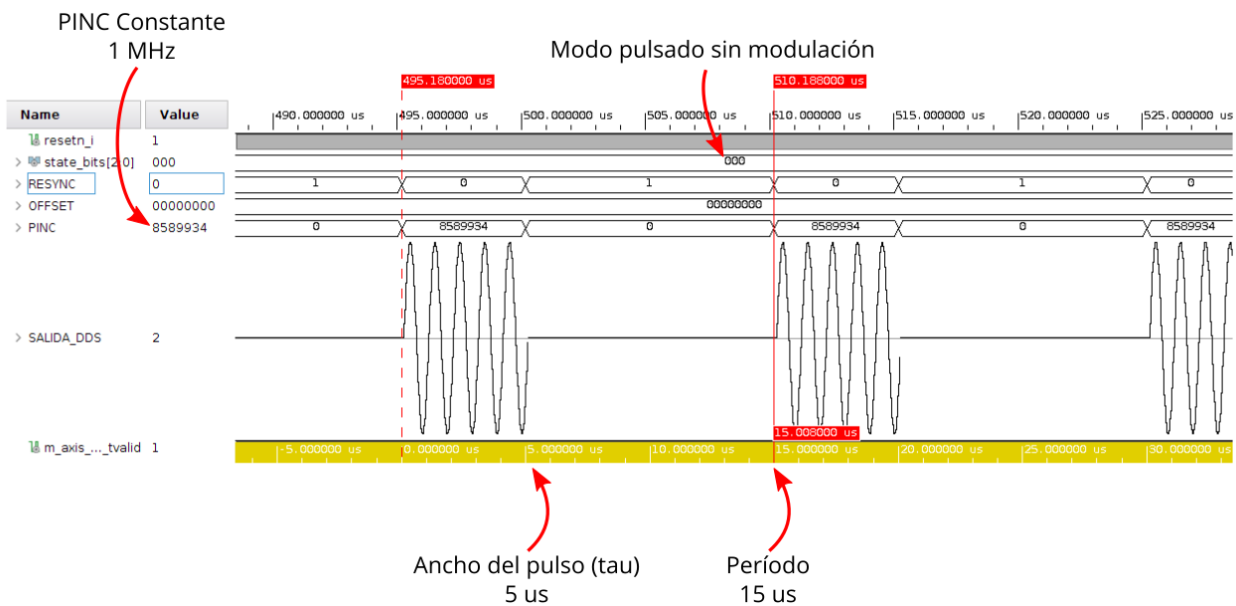 PINC Constante
1 MHz
Modo pulsado sin modulación
495.180000 us
510.188000 us
Name
Value
490.000000 us
495.000000 us
500.000000 us
505.000000 us
510.000000 us
515.000000 us
520.000000 us
525.000000 us
resetn_i
1
state_bits[2:0]
000
000
RESYNC
0
1
0
1
0
1
0
OFFSET
00000000
00000000
PINC
8589934
0
8589934
0
8589934
0
8589934
SALIDA_DDS
2
15.008000 us
m_axis_..._tvalid
1
-5.000000 us
0.000000 us
5.000000 us
10.000000 us
15.000000 us
20.000000 us
25.000000 us
30.000000 us
Ancho del pulso (tau)
5 us
Período
15 us